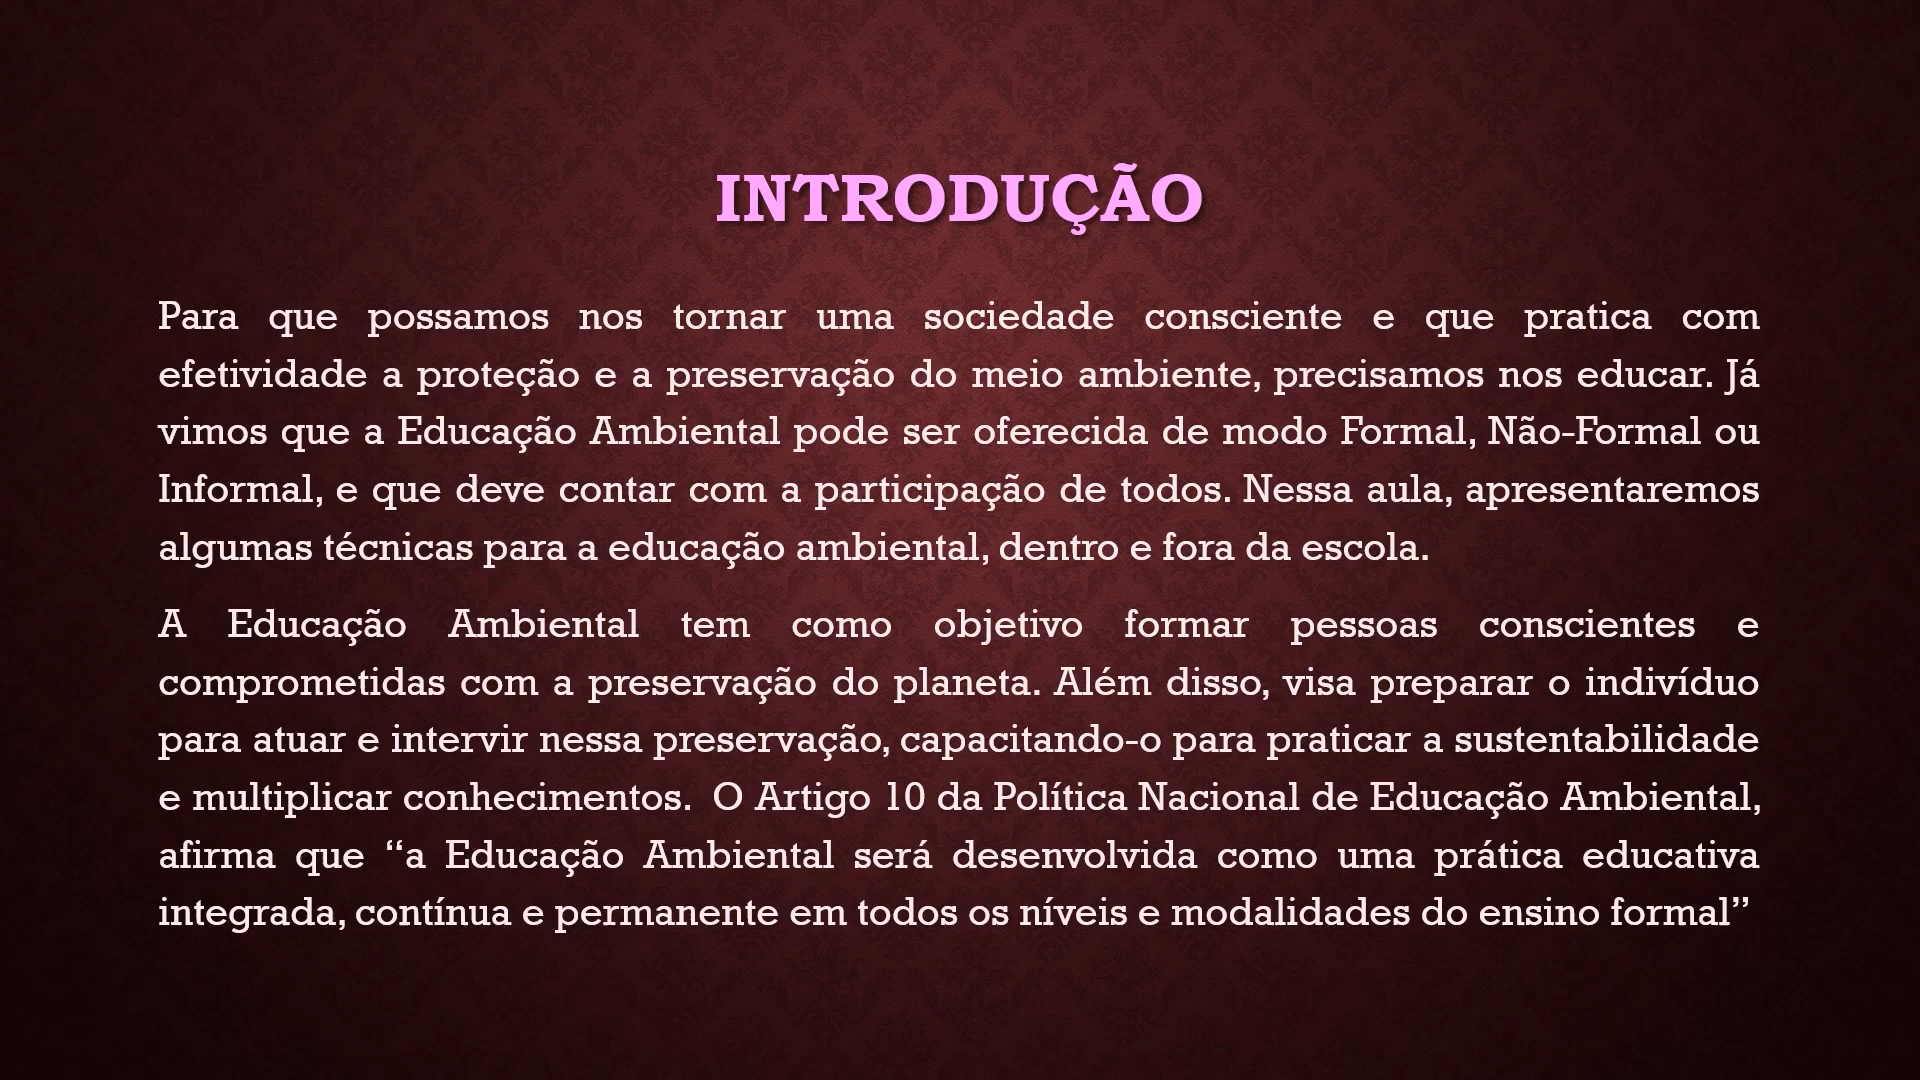 INTRODUÇÃO
Para que possamos nos tornar uma sociedade consciente e que pratica com
efetividade a proteção e a preservação do meio ambiente, precisamos nos educar. Já
vimos que a Educação Ambiental pode ser oferecida de modo Formal, Não-Formal ou
Informal, e que deve contar com a participação de todos. Nessa aula, apresentaremos
algumas técnicas para a educação ambiental, dentro e fora da escola.
A Educação Ambiental tem como objetivo formar pessoas conscientes e
comprometidas com a preservação do planeta. Além disso, visa preparar o indivíduo
para atuar e intervir nessa preservação, capacitando-o para praticar a sustentabilidade
e multiplicar conhecimentos.  O Artigo 10 da Política Nacional de Educação Ambiental,
afirma que “a Educação Ambiental será desenvolvida como uma prática educativa
integrada, contínua e permanente em todos os níveis e modalidades do ensino formal”